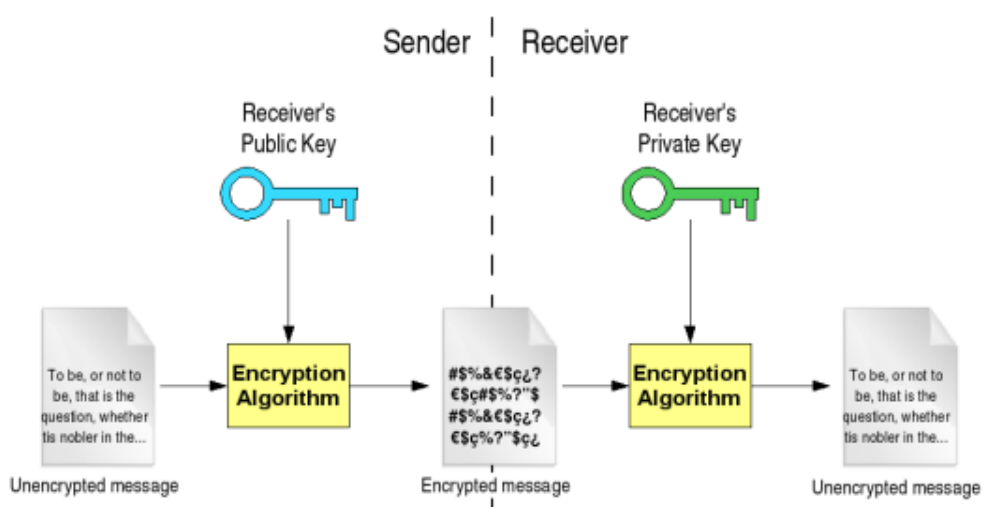 Sender
Receiver
Receiver's
Public Key
Receiver's
Private Key
To be, or not to
be, that is the
question, whether
tis nobler in the...
Unencrypted message
Encryption
Algorithm
#$%&€$ç¿?
€$ç#$%?"$
#$%&€$ç¿?
€$ç%?"$ç¿
Encrypted message
Encryption
Algorithm
To be, or not to
be, that is the
question, whether
tis nobler in the...
Unencrypted message